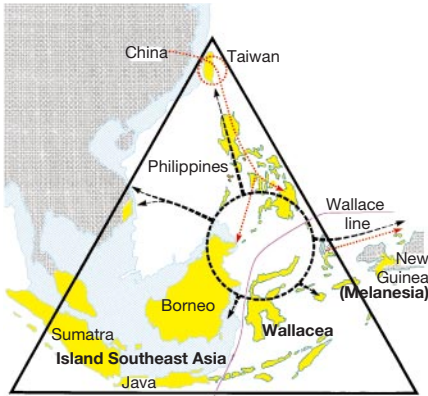 China
Taiwan
Philippines
Wallace
line
New
Guinea
(Melanesia)
Borneo
Wallacea
Sumatra
Island Southeast Asia
Java